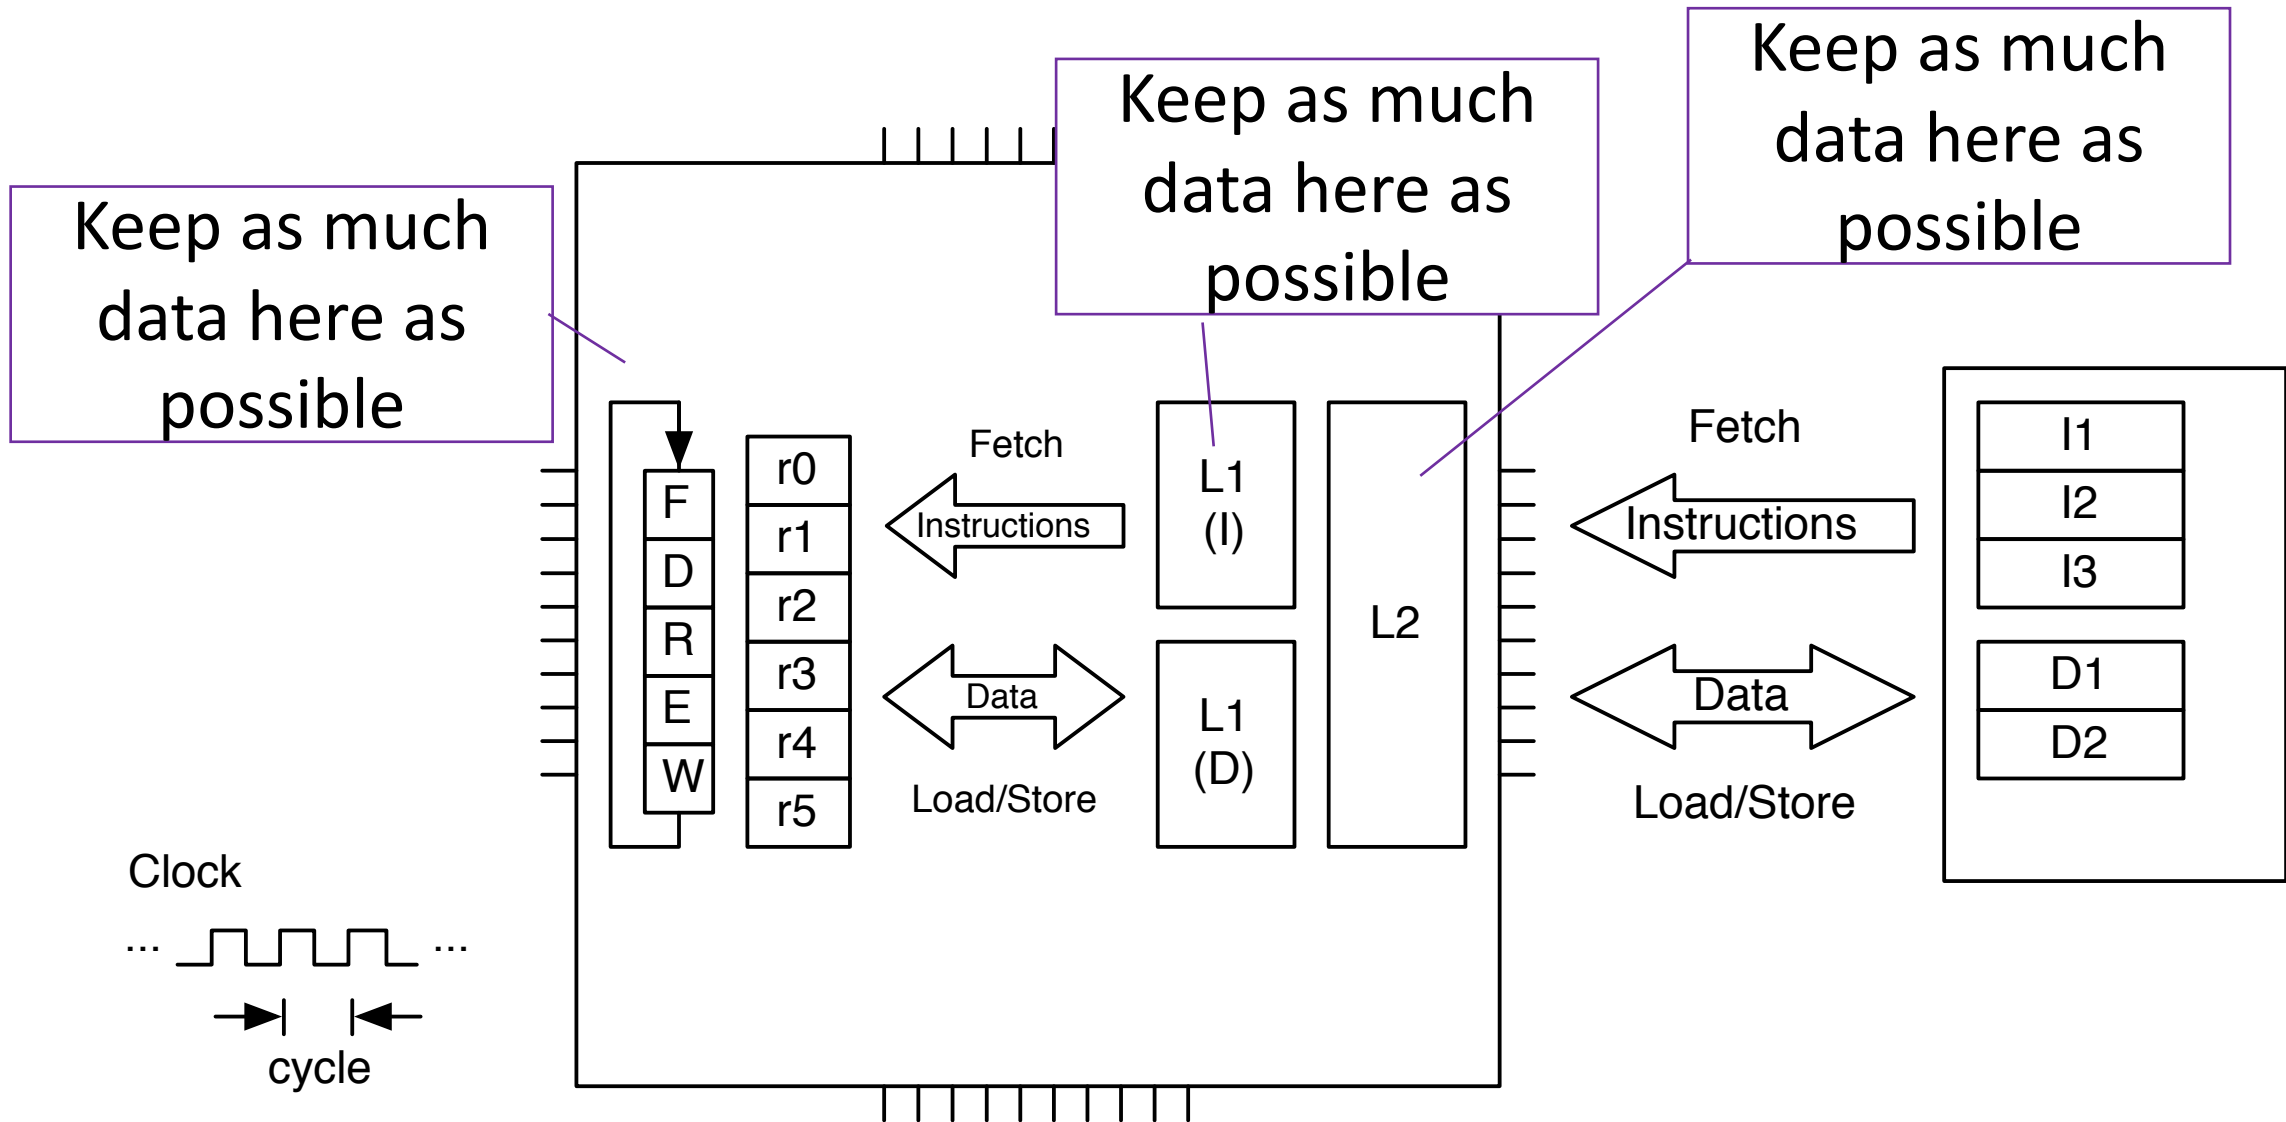 Keep as much
data here as
possible
Keep as much
data here as
possible
Keep as much
data here as
possible
F
D
R
E
W
r0
r1
r2
r3
r4
r5
Fetch
Instructions
Data
Load/Store
L1
(I)
L1
(D)
L2
Fetch
Instructions
Data
Load/Store
I1
I2
I3
D1
D2
Clock
... ...
cycle